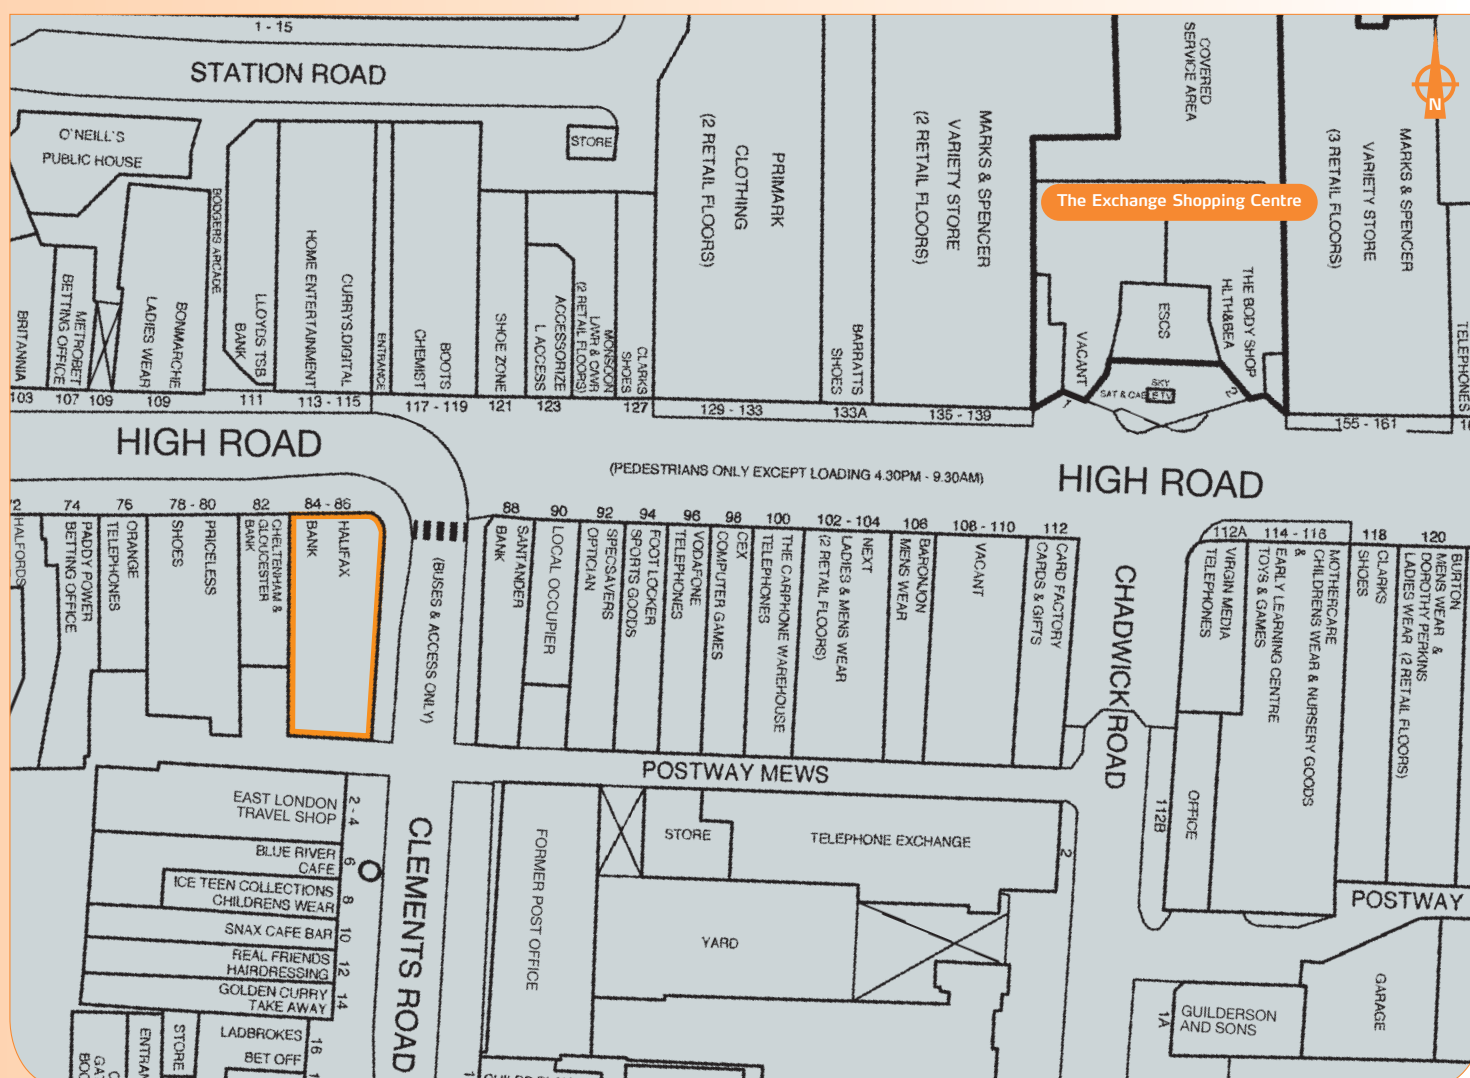 1 - 15
STATION ROAD
COVERED
SERVICE AREA
N
O'NEILL'S
PUBLIC HOUSE
STORE
PRIMARK
CLOTHING
(2 RETAIL FLOORS)
MARKS & SPENCER
VARIETY STORE
(2 RETAIL FLOORS)
MARKS & SPENCER
VARIETY STORE
(3 RETAIL FLOORS)
The Exchange Shopping Centre
BRITANNIA
METROBET
BETTING OFFICE
BONMARCHE
LADIES WEAR
BODGERS ARCADE
LLOYDS TSB
BANK
CURRYS.DIGITAL
HOME ENTERTAINMENT
ENTRANCE
BOOTS
CHEMIST
SHOE ZONE
ACCESSORIZE
L ACCESS
MONSOON
LWR & C/WR
(2 RETAIL FLOORS)
CLARKS
SHOES
BARRATTS
SHOES
VACANT
ESCS
THE BODY SHOP
HLTH&BEA
SKY
SAT & CABLE TV
1
2
TELEPHONES
103
107
109
109
111
113 - 115
117 - 119
121
123
127
129 - 133
133A
135 - 139
155 - 161
HIGH ROAD
(PEDESTRIANS ONLY EXCEPT LOADING 4.30PM - 9.30AM)
HIGH ROAD
74
76
78 - 80
82
84 - 86
88
90
92
94
96
98
100
102 - 104
106
108 - 110
112
112A
114 - 116
118
120
HALFORDS
PADDY POWER
BETTING OFFICE
ORANGE
TELEPHONES
PRICELESS
SHOES
CHELTENHAM &
GLOUCESTER
BANK
HALIFAX
BANK
(BUSES & ACCESS ONLY)
SANTANDER
BANK
LOCAL OCCUPIER
SPECSAVERS
OPTICIAN
FOOT LOCKER
SPORTS GOODS
VODAFONE
TELEPHONES
CEX
COMPUTER GAMES
THE CARPHONE WAREHOUSE
TELEPHONES
NEXT
LADIES & MENS WEAR
(2 RETAIL FLOORS)
BARONJON
MENS WEAR
VACANT
CARD FACTORY
CARDS & GIFTS
CHADWICK ROAD
VIRGIN MEDIA
TELEPHONES
MOTHERCARE
CHILDRENS WEAR & NURSERY GOODS
&
EARLY LEARNING CENTRE
TOYS & GAMES
CLARKS
SHOES
BURTON
MENS WEAR &
DOROTHY PERKINS
LADIES WEAR (2 RETAIL FLOORS)
POSTWAY MEWS
EAST LONDON
TRAVEL SHOP
2 - 4
BLUE RIVER
CAFE
6
ICE TEEN COLLECTIONS
CHILDRENS WEAR
8
SNAX CAFE BAR
10
REAL FRIENDS
HAIRDRESSING
12
GOLDEN CURRY
TAKE AWAY
14
LADBROKES
BET OFF
16
STORE
CLEMENTS ROAD
FORMER POST OFFICE
STORE
TELEPHONE EXCHANGE
2
YARD
OFFICE
112B
POSTWAY
GUILDERSON
AND SONS
1A
GARAGE